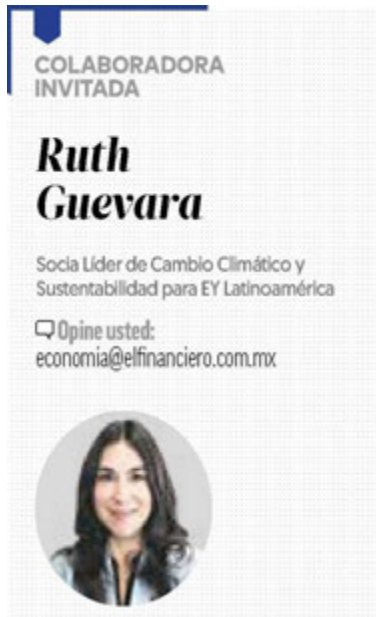 COLABORADORA
INVITADA
Ruth
Guevara
Socia Líder de Cambio Climático y
Sustentabilidad para EY Latinoamérica
Opine usted:
economia@elfinanciero.com.mx